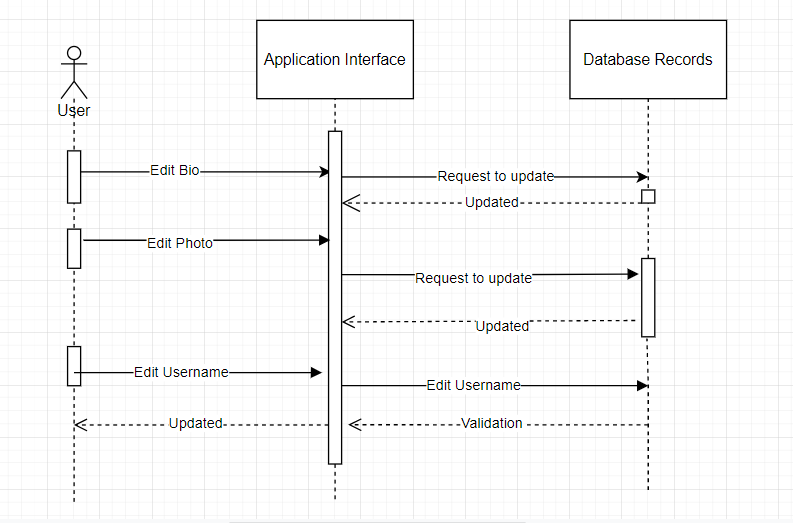 Application Interface
Database Records
User
Edit Bio
Request to update
Updated
Edit Photo
Request to update
Updated
Edit Username
Edit Username
Updated
Validation